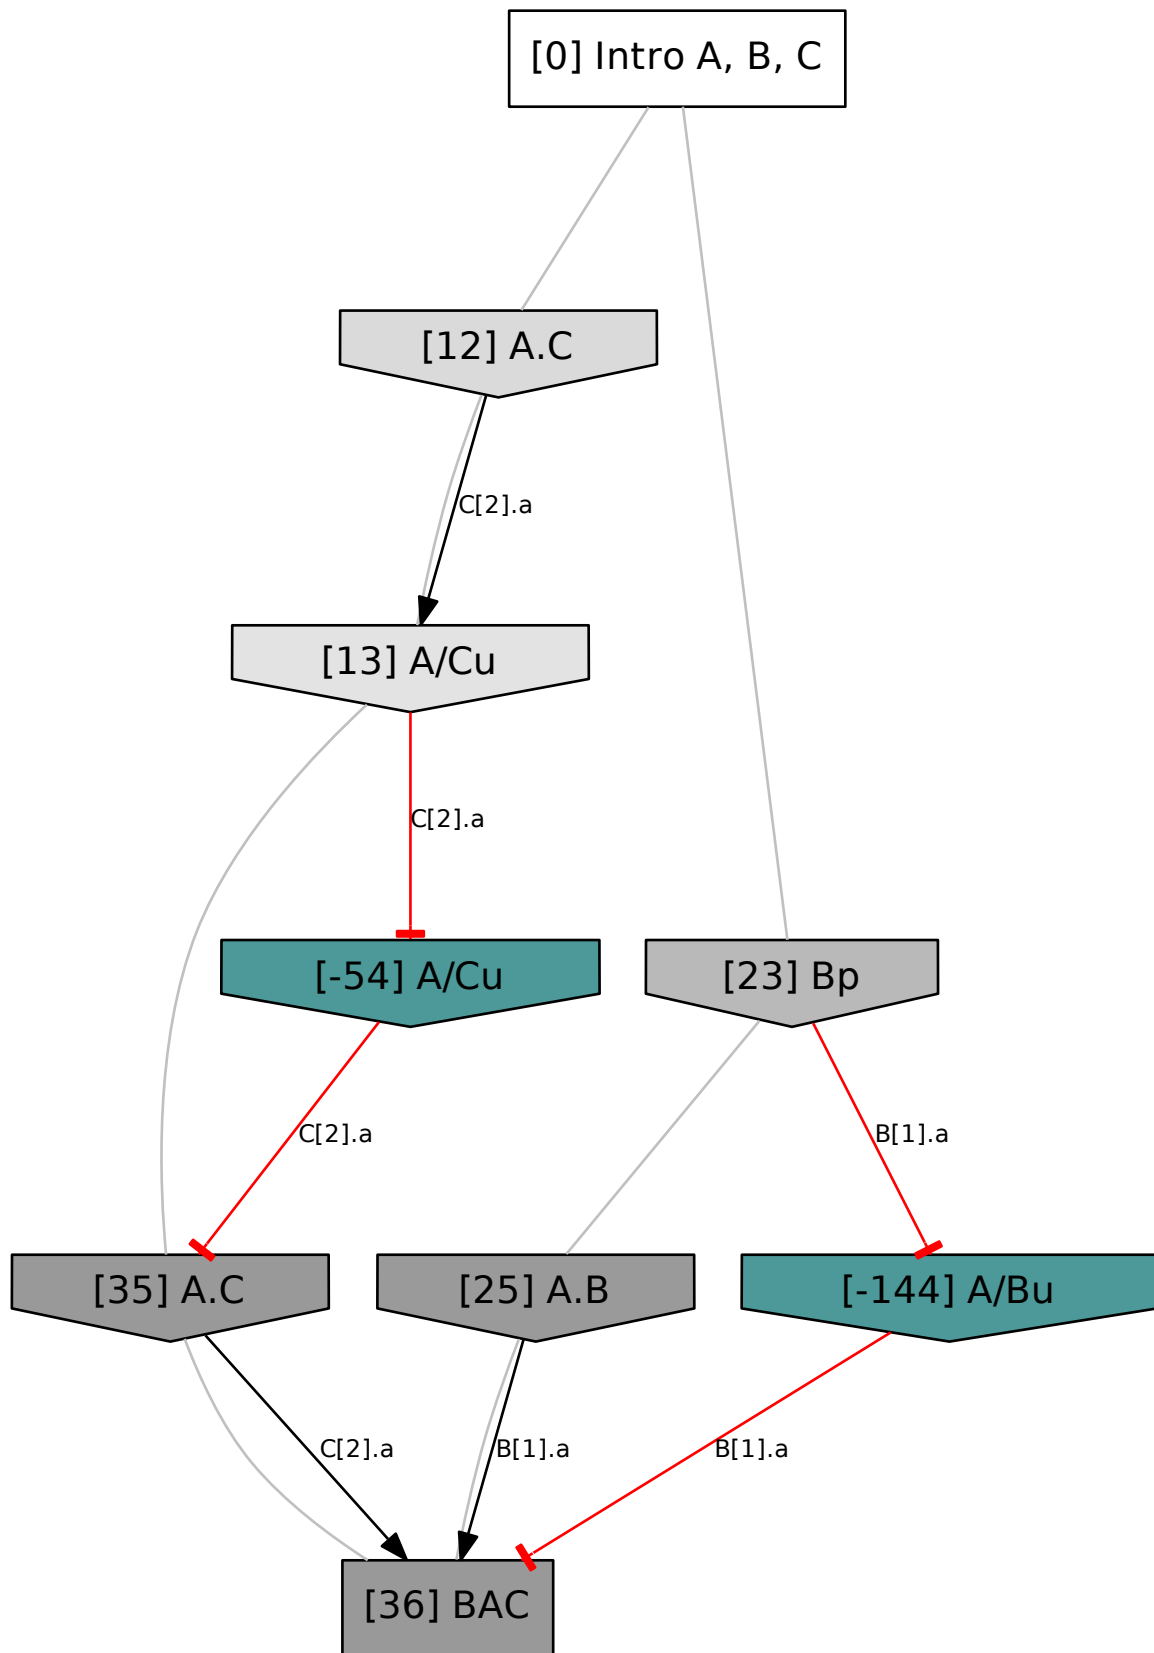 [0] Intro A, B, C
[12] A.C
C[2].a
[13] A/Cu
C[2].a
[-54] A/Cu
[23] Bp
C[2].a
B[1].a
[35] A.C
[25] A.B
[-144] A/Bu
C[2].a
B[1].a
B[1].a
[36] BAC